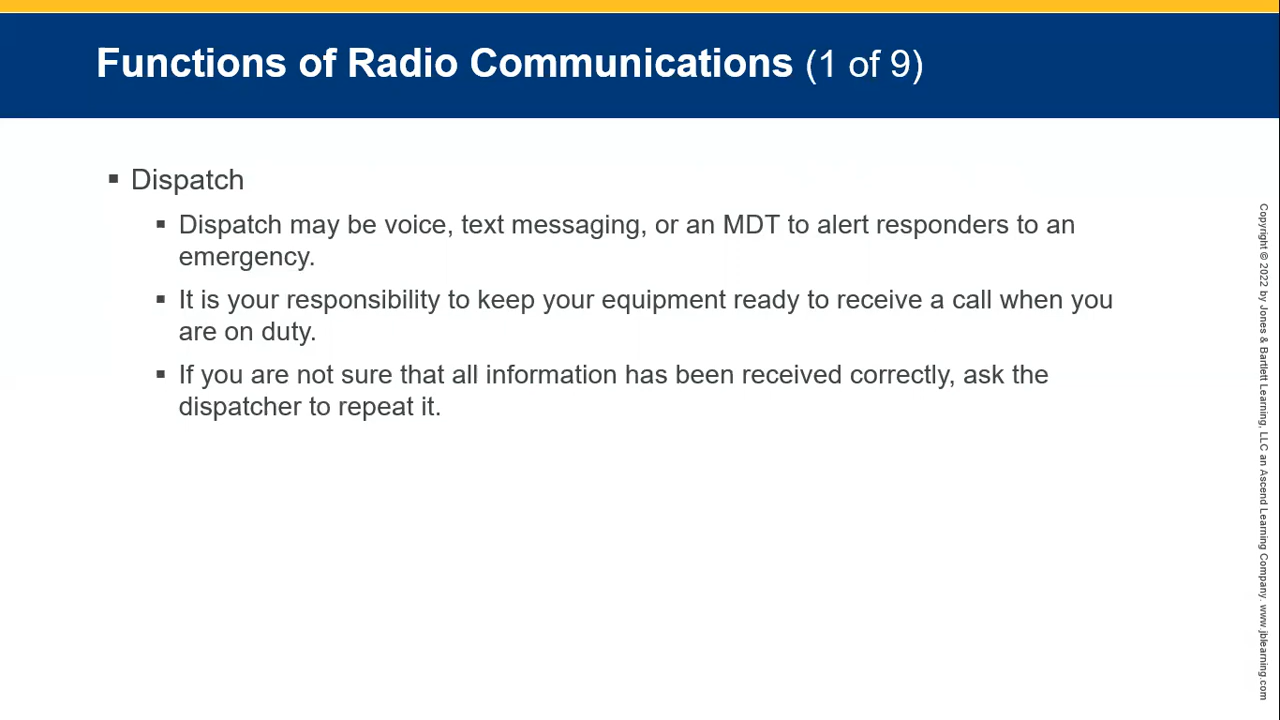 Functions of Radio Communications (1 of 9)
▪ Dispatch
▪ Dispatch may be voice, text messaging, or an MDT to alert responders to an
emergency.
▪ It is your responsibility to keep your equipment ready to receive a call when you
are on duty.
▪ If you are not sure that all information has been received correctly, ask the
dispatcher to repeat it.
Copyright © 2022 by Jones & Bartlett Learning, LLC an Ascend Learning Company. www.jblearning.com